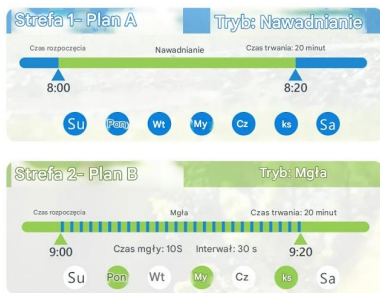 Strefa 1- Plan A
Tryb: Nawadnianie
Czas rozpoczęcia
Nawadnianie
Czas trwania: 20 minut
8:00
8:20
Su Pon Wt My Cz ks Sa
Strefa 2- Plan B
Tryb: Mgła
Czas rozpoczęcia
Mgła
Czas trwania: 20 minut
9:00
Czas mgły: 10S
Interwał: 30 s
9:20
Su Pon Wt My Cz ks Sa